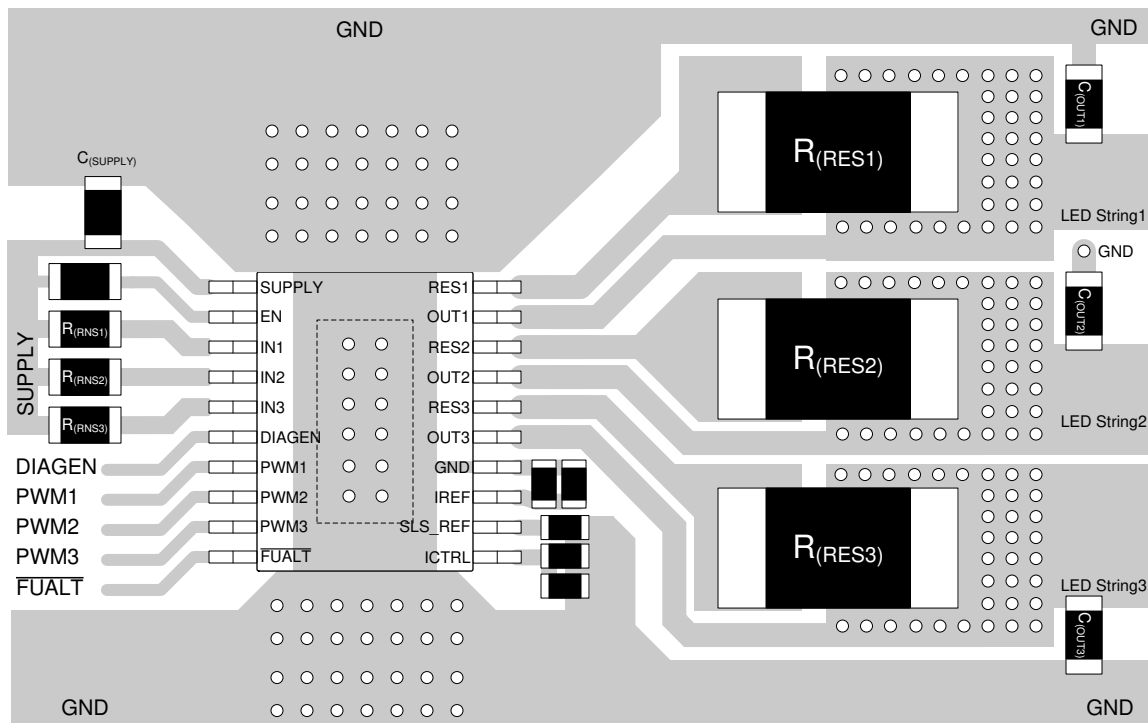 GND
GND
C(OUT1)
R(RES1)
C(SUPPLY)
LED String1
GND
C(OUT2)
SUPPLY
RES1
EN
OUT1
R(RNS1)
IN1
RES2
R(RES2)
SUPPLY
R(RNS2)
IN2
OUT2
R(RNS3)
IN3
RES3
LED String2
DIAGEN
OUT3
DIAGEN
PWM1
GND
PWM1
PWM2
IREF
PWM2
PWM3
SLS_REF
PWM3
FUALT
ICTRL
R(RES3)
FUALT
LED String3
C(OUT3)
GND
GND